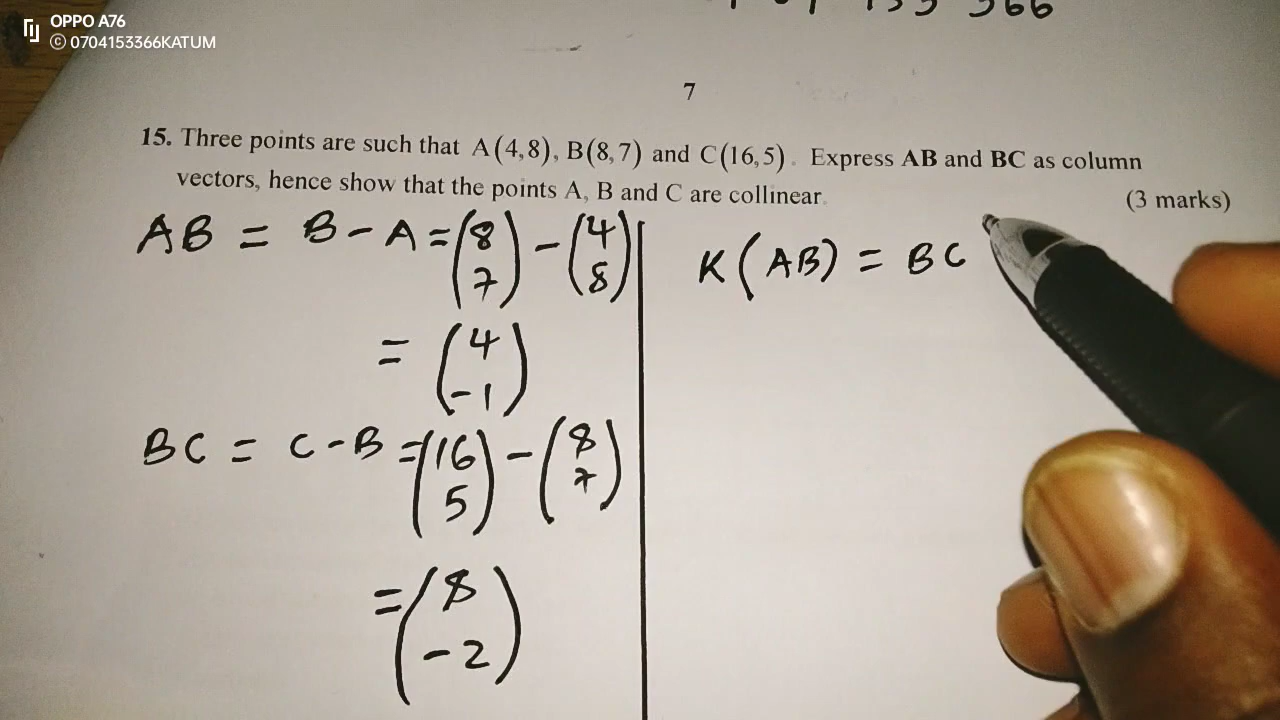 OPPO A76
© 0704153366KATUM
7
15. Three points are such that A(4,8), B(8,7) and C(16,5). Express AB and BC as column
vectors, hence show that the points A, B and C are collinear.
(3 marks)
AB = B - A = (8 7) - (4 8)
= (4 -1)
BC = C - B = (16 5) - (8 7)
= (8 -2)
K(AB) = BC